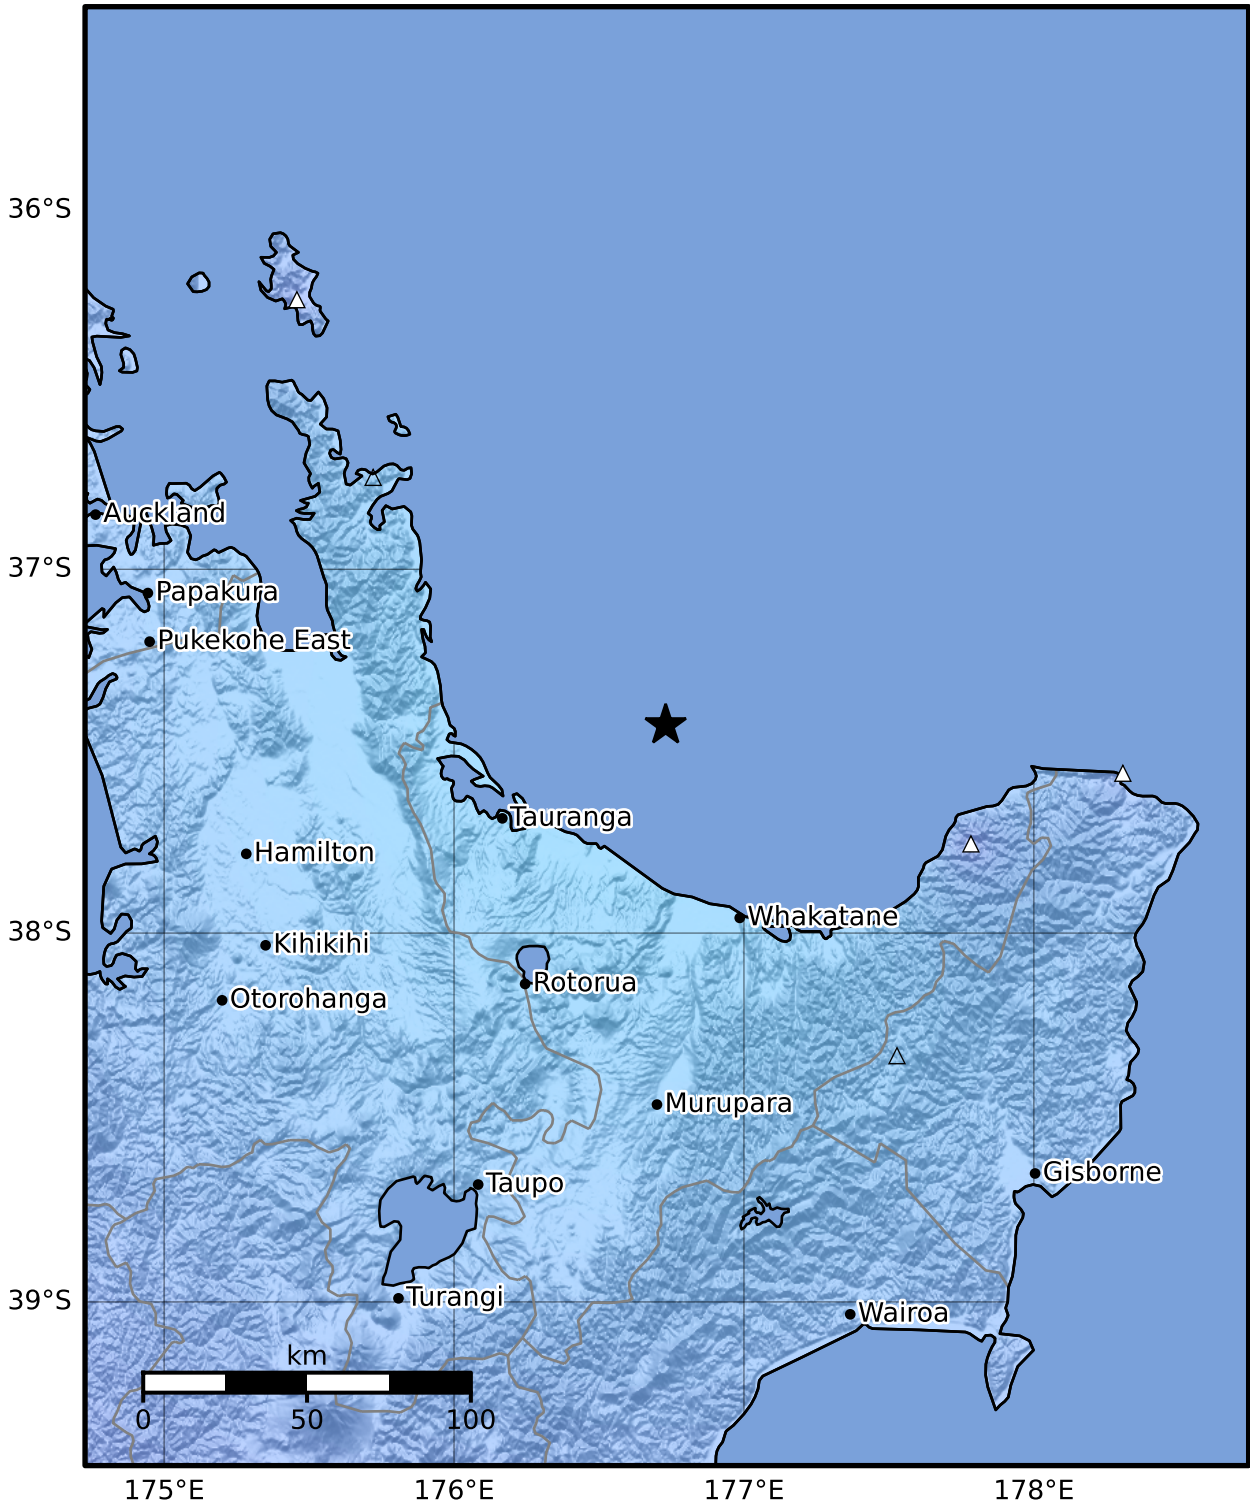 36°S
Auckland
37°S
Papakura
Pukekohe East
Tauranga
Hamilton
Whakatane
38°S
Kihikihi
Rotorua
Otorohanga
Murupara
Gisborne
Taupo
39°S
Turangi
Wairoa
km
0 50 100
175°E 176°E 177°E 178°E